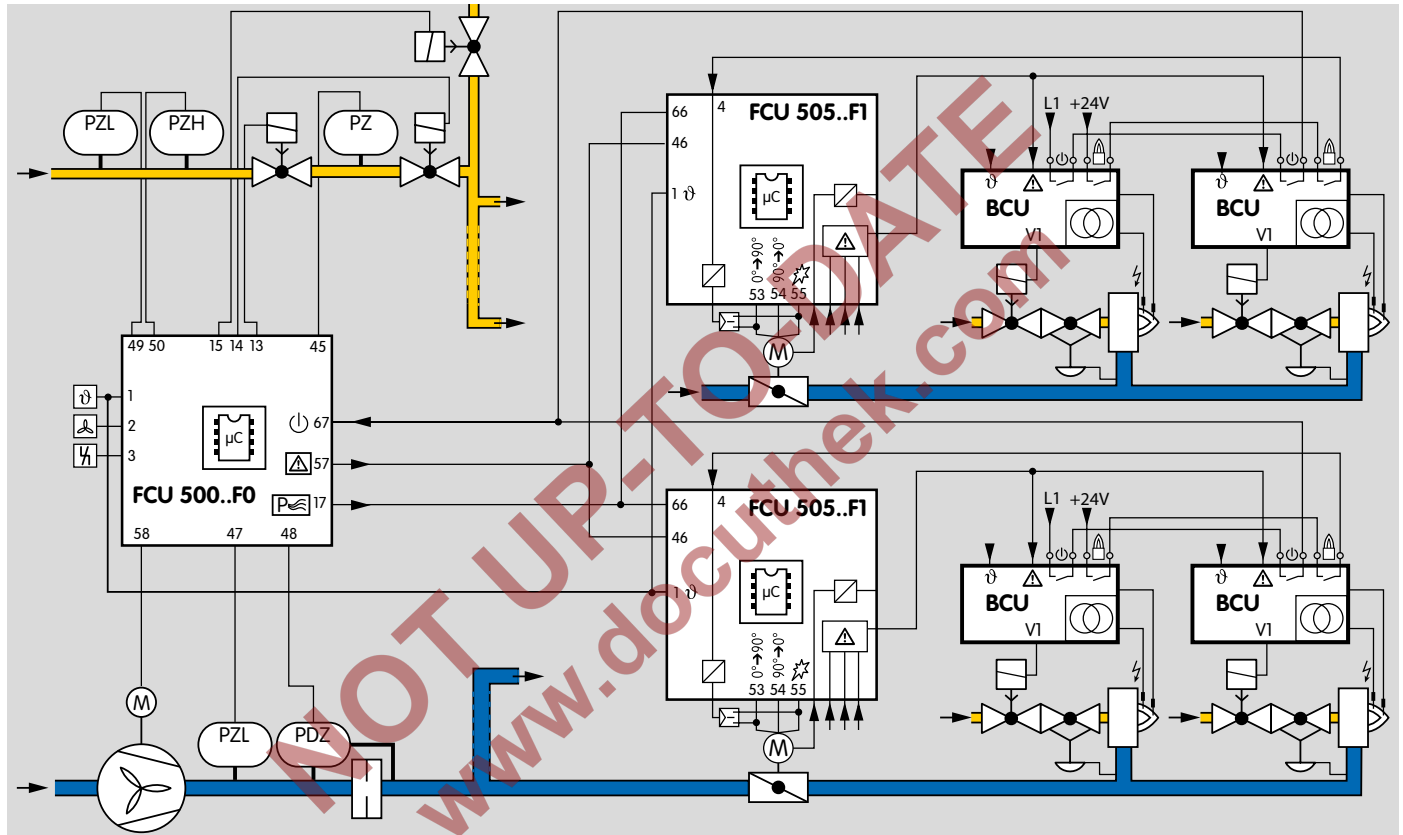 PZL
PZH
PZ
49 50
15 14 13
45
ϑ
1
2
3
µC
FCU 500..F0
67
57
P 17
58
47
48
M
PZL
PDZ
66
4
FCU 505..F1
46
1 ϑ
µC
0°→90°
90°→0°
53 54 55
M
L1 +24V
ϑ
BCU
V1
ϑ
BCU
V1
66
4
FCU 505..F1
46
1 ϑ
µC
0°→90°
90°→0°
53 54 55
M
L1 +24V
ϑ
BCU
V1
ϑ
BCU
V1
NOT UP-TO-DATE
www.docuthek.com